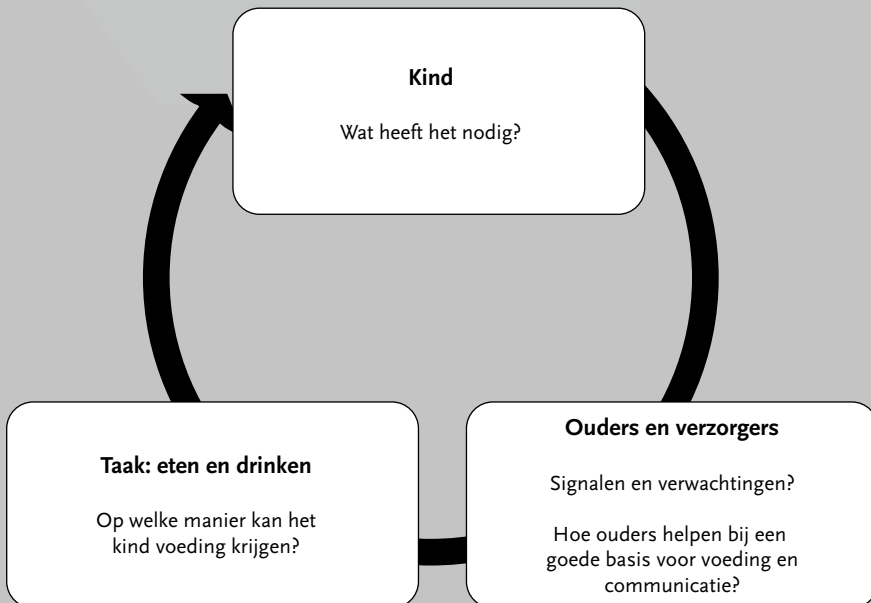 Kind
Wat heeft het nodig?
Taak: eten en drinken
Op welke manier kan het
kind voeding krijgen?
Ouders en verzorgers
Signalen en verwachtingen?
Hoe ouders helpen bij een
goede basis voor voeding en
communicatie?